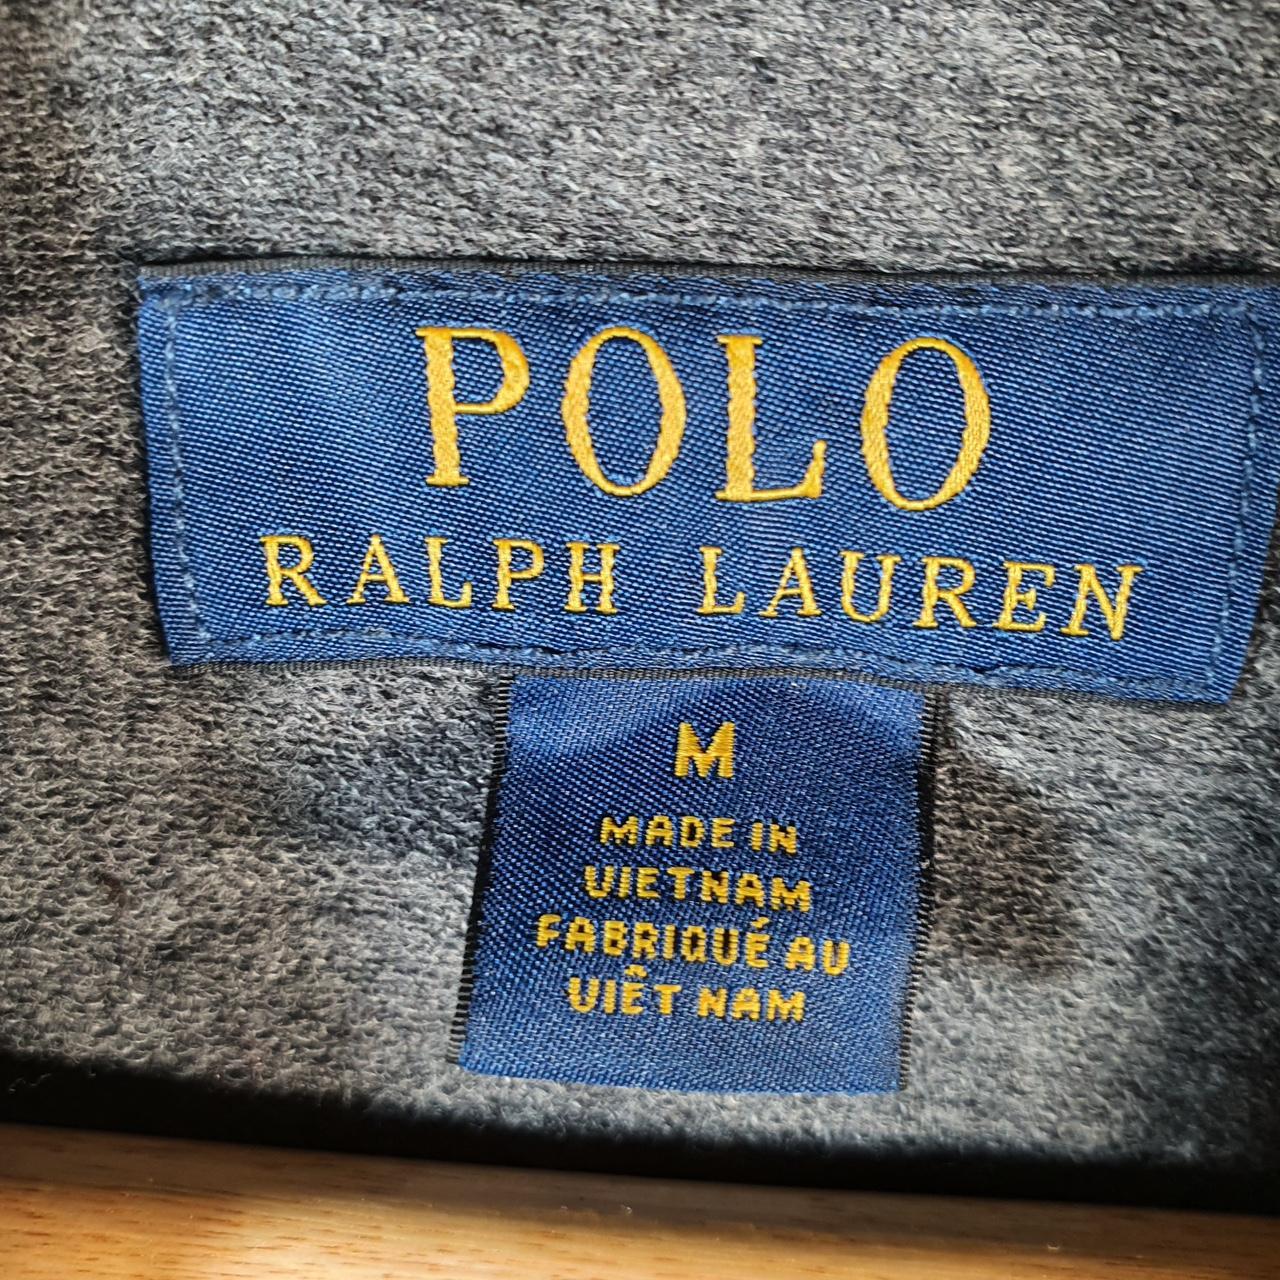 POLO
RALPH LAUREN
M
MADE IN
VIETNAM
FABRIQUÉ AU
VIÊT NAM